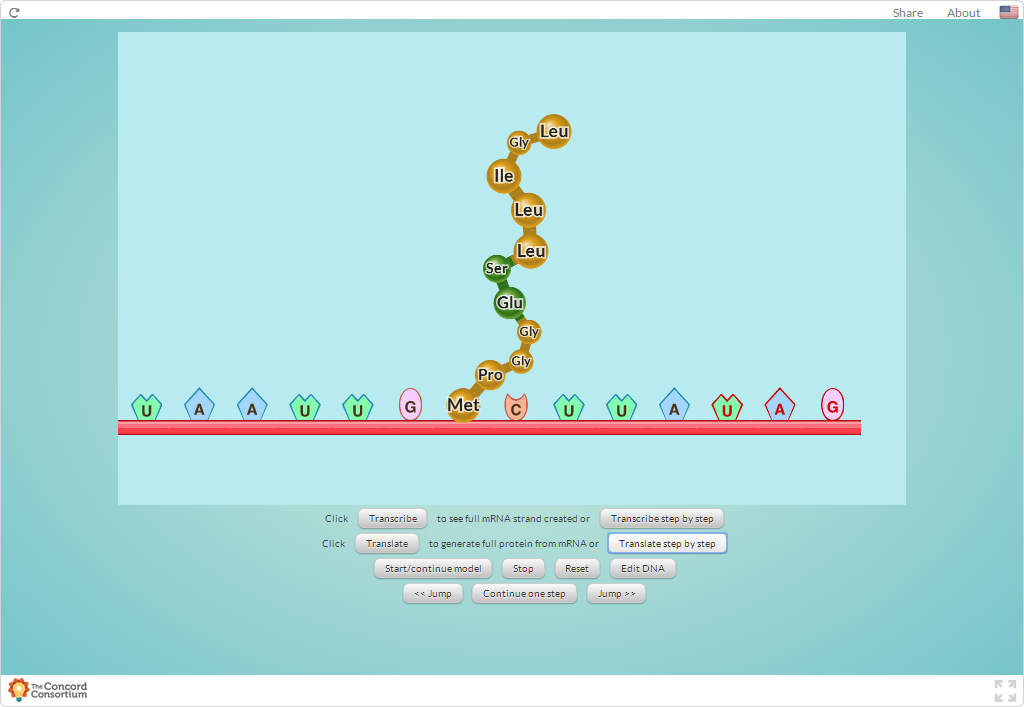 Share About
Leu
Gly
Ile
Leu
Leu
Ser
Glu
Gly
Gly
Pro
Met
U A A U U G C U U A U A G
Click Transcribe to see full mRNA strand created or Transcribe step by step
Click Translate to generate full protein from mRNA or Translate step by step
Start/continue model Stop Reset Edit DNA
<< Jump Continue one step Jump >>
The Concord
Consortium